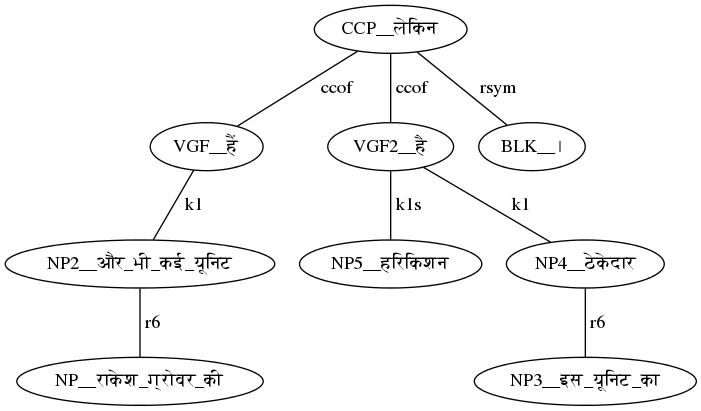 CCP__लेकिन
ccof ccof rsym
VGF__हैं VGF2__है BLK__।
k1 k1s k1
NP2__और_भी_कई_यूनिट NP5__हरिकिशन NP4__ठेकेदार
r6 r6
NP__राकेश_ग्रोवर_की NP3__इस_यूनिट_का